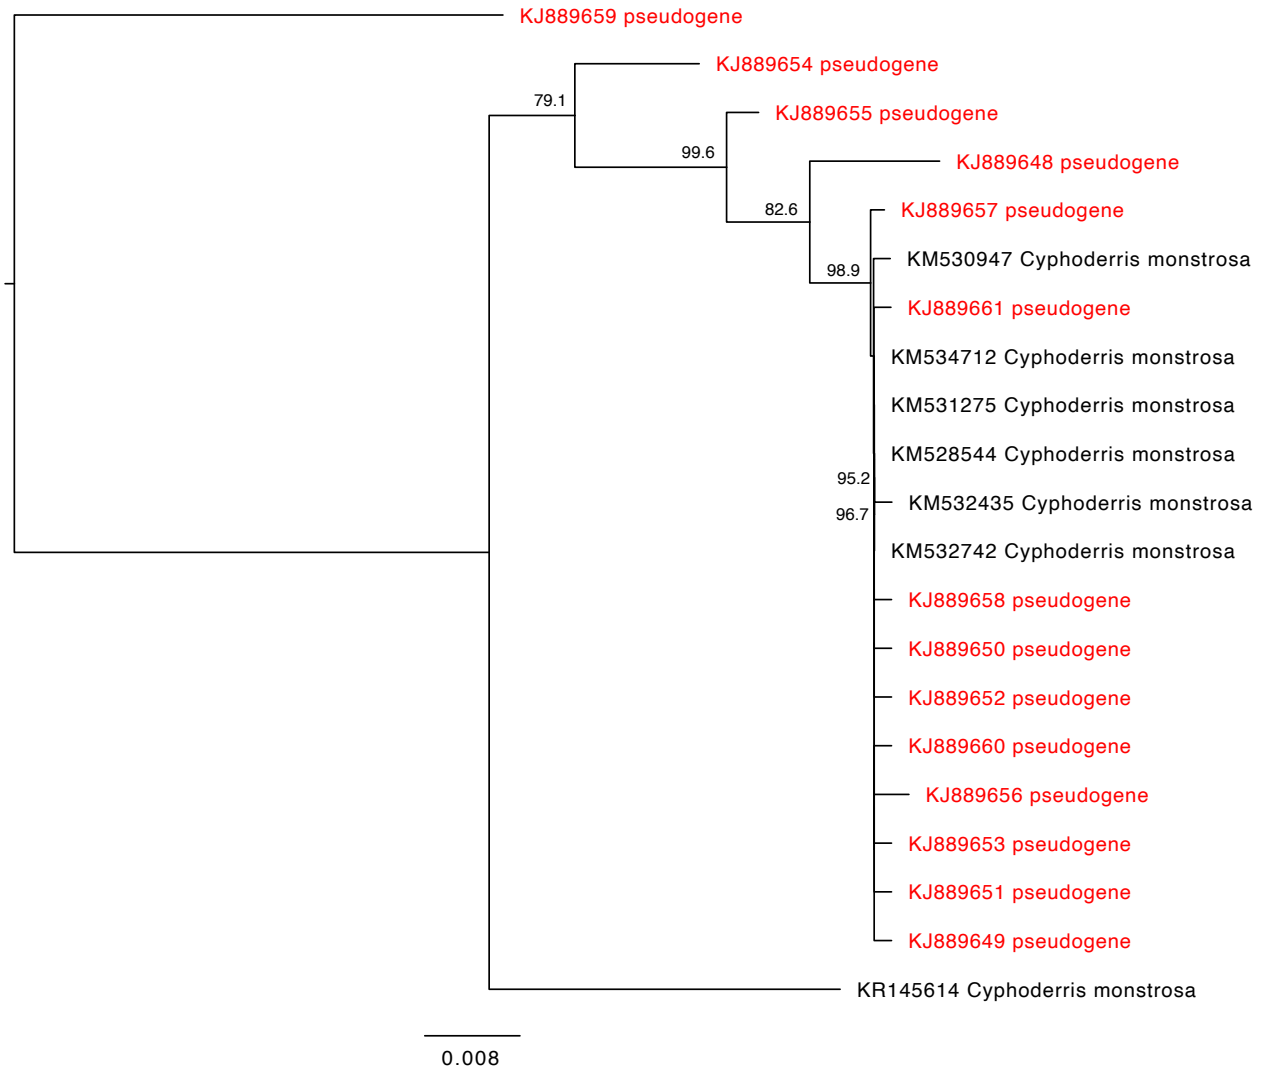 KJ889659 pseudogene
KJ889654 pseudogene
79.1
KJ889655 pseudogene
99.6
KJ889648 pseudogene
82.6
KJ889657 pseudogene
KM530947 Cyphoderris monstrosa
98.9
KJ889661 pseudogene
KM534712 Cyphoderris monstrosa
KM531275 Cyphoderris monstrosa
KM528544 Cyphoderris monstrosa
95.2
KM532435 Cyphoderris monstrosa
96.7
KM532742 Cyphoderris monstrosa
KJ889658 pseudogene
KJ889650 pseudogene
KJ889652 pseudogene
KJ889660 pseudogene
KJ889656 pseudogene
KJ889653 pseudogene
KJ889651 pseudogene
KJ889649 pseudogene
KR145614 Cyphoderris monstrosa
0.008